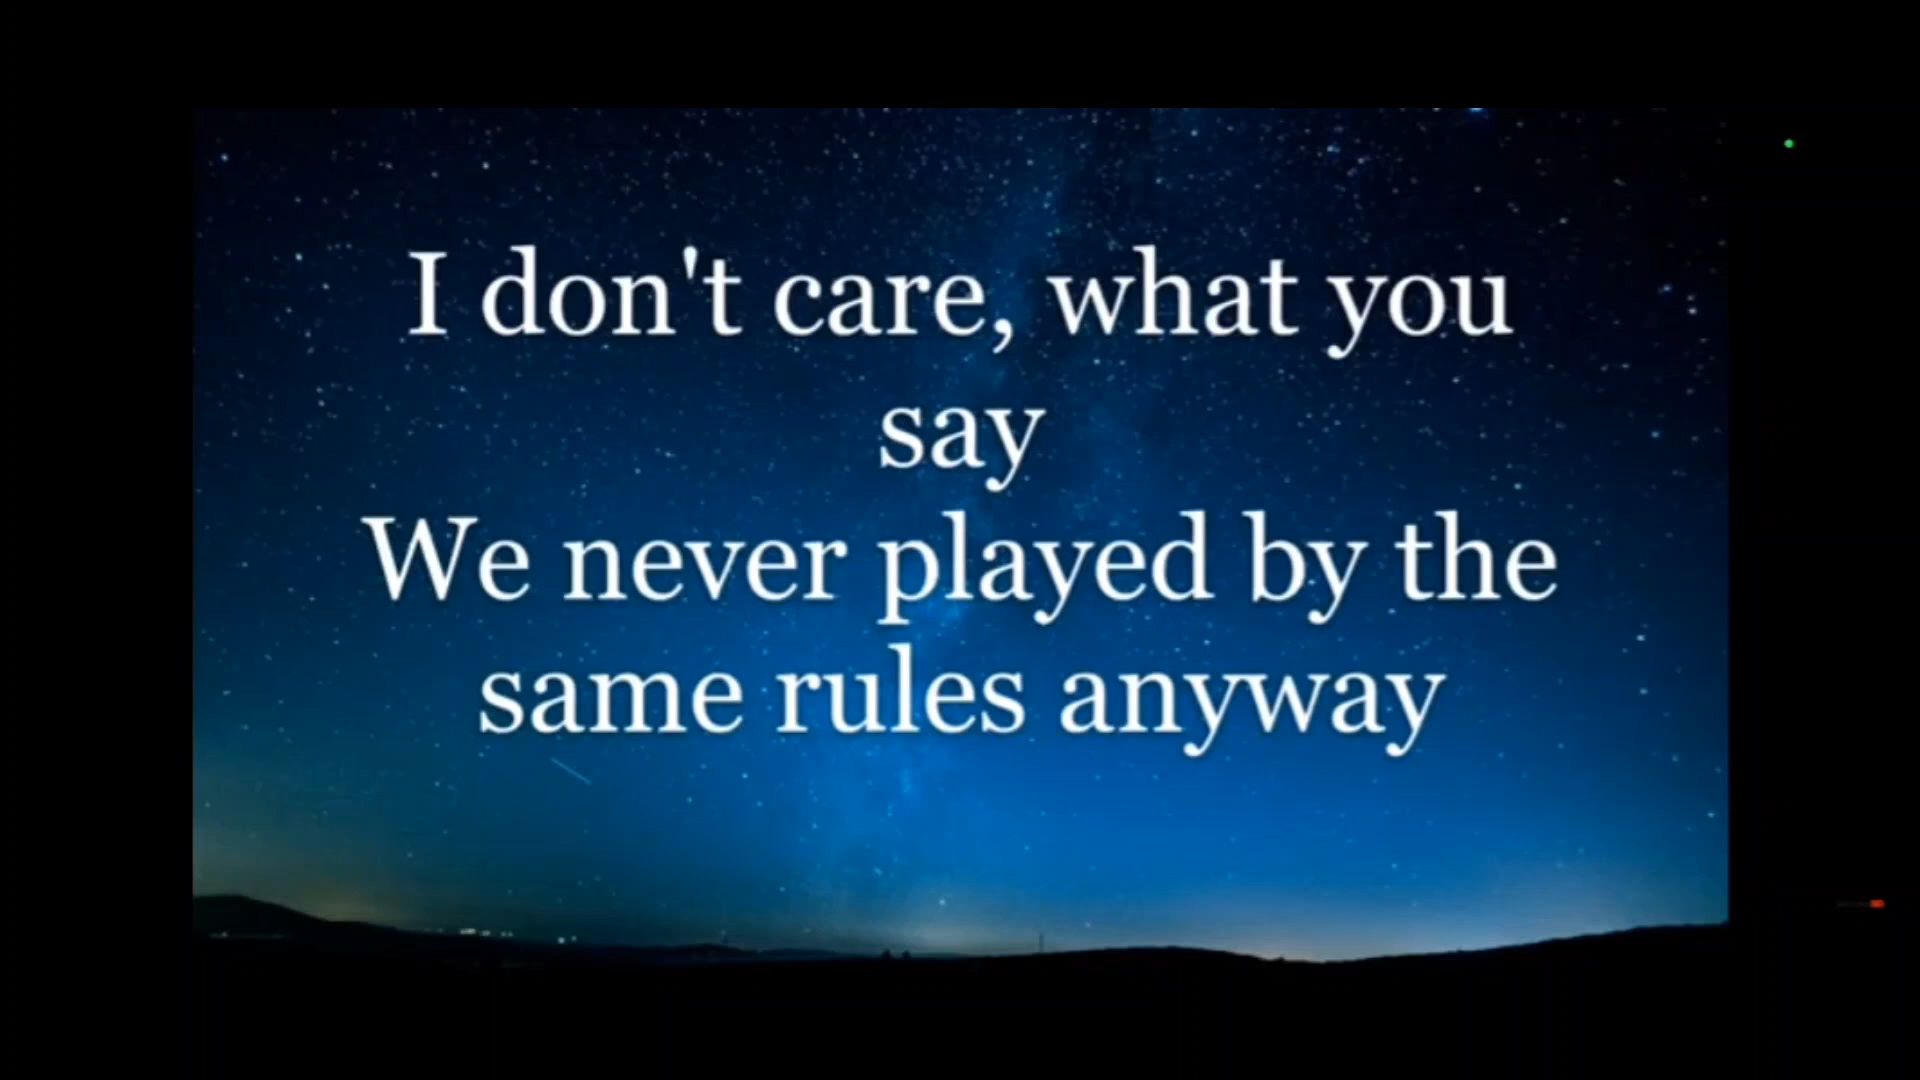 I don't care, what you
say
We never played by the
same rules anyway